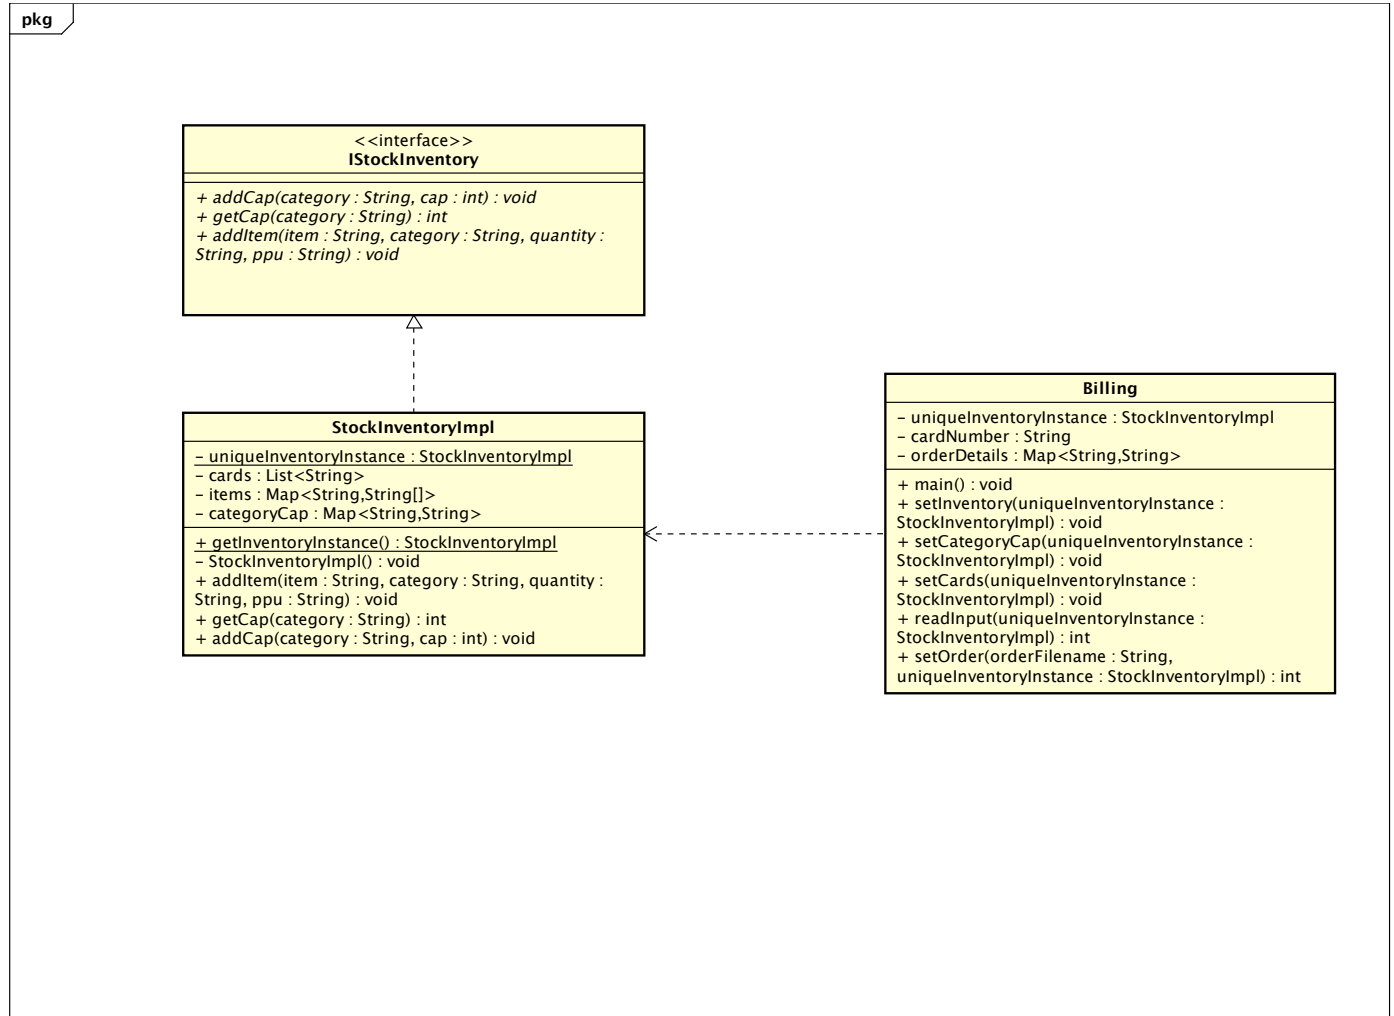 pkg
<<interface>>
IStockInventory
+ addCap(category : String, cap : int) : void
+ getCap(category : String) : int
+ addItem(item : String, category : String, quantity :
String, ppu : String) : void
StockInventoryImpl
– uniqueInventoryInstance : StockInventoryImpl
– cards : List<String>
– items : Map<String,String[]>
– categoryCap : Map<String,String>
+ getInventoryInstance() : StockInventoryImpl
– StockInventoryImpl() : void
+ addItem(item : String, category : String, quantity :
String, ppu : String) : void
+ getCap(category : String) : int
+ addCap(category : String, cap : int) : void
Billing
– uniqueInventoryInstance : StockInventoryImpl
– cardNumber : String
– orderDetails : Map<String,String>
+ main() : void
+ setInventory(uniqueInventoryInstance :
StockInventoryImpl) : void
+ setCategoryCap(uniqueInventoryInstance :
StockInventoryImpl) : void
+ setCards(uniqueInventoryInstance :
StockInventoryImpl) : void
+ readInput(uniqueInventoryInstance :
StockInventoryImpl) : int
+ setOrder(orderFilename : String,
uniqueInventoryInstance : StockInventoryImpl) : int